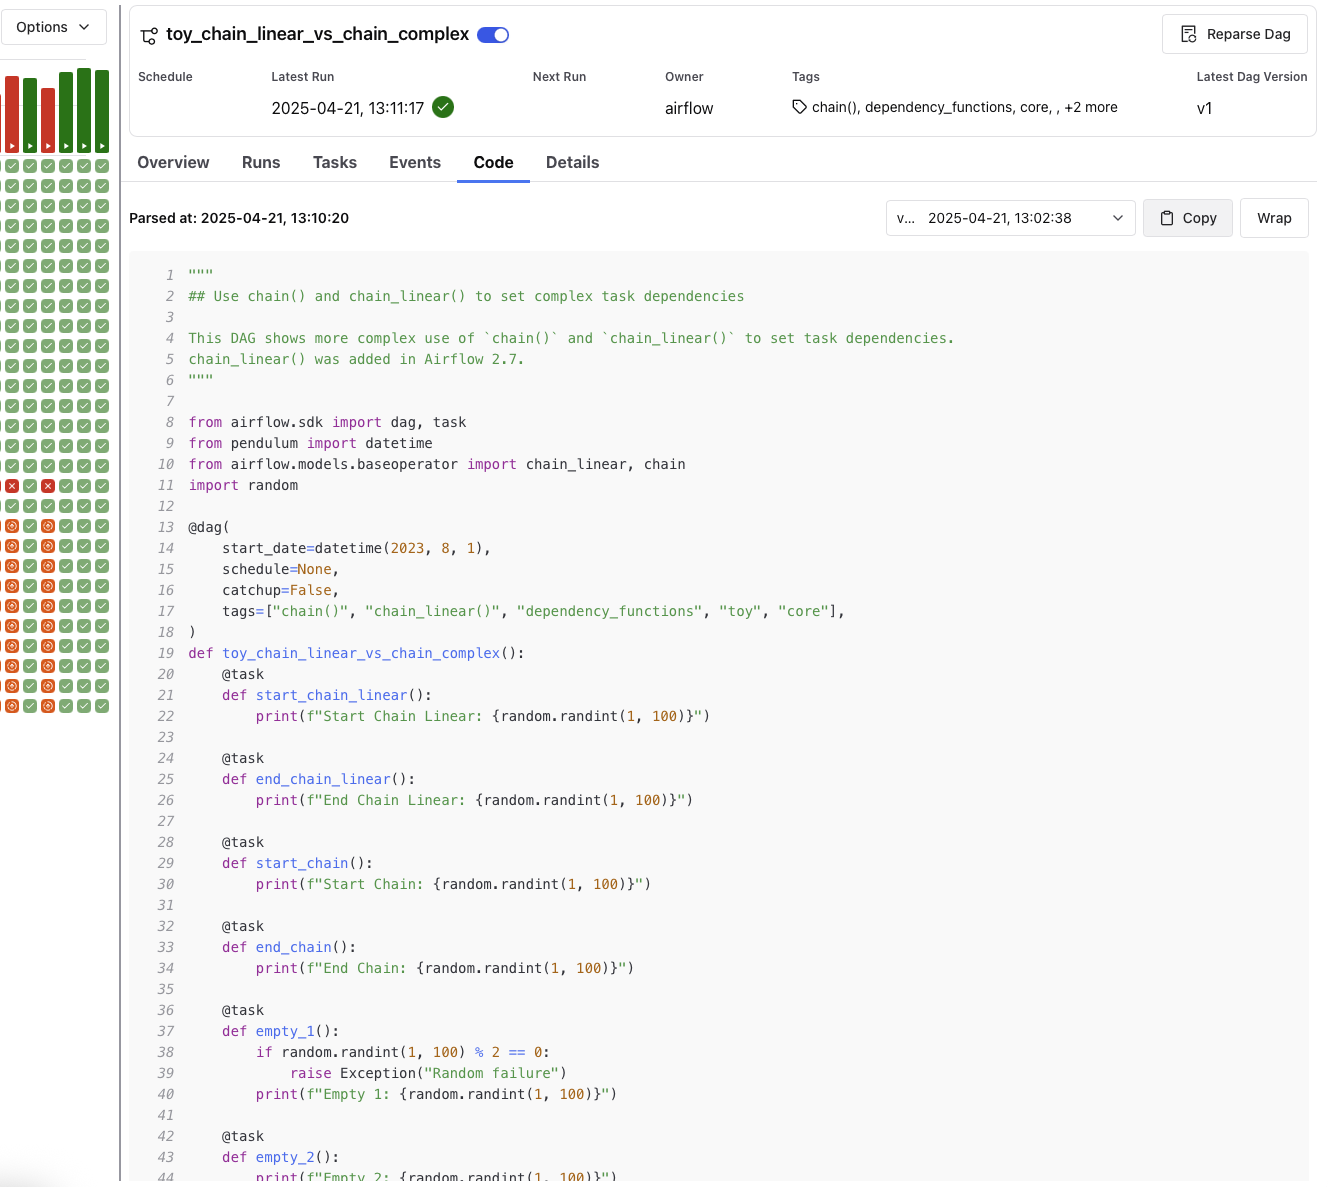 Options
toy_chain_linear_vs_chain_complex
Reparse Dag
Schedule
Latest Run
Next Run
Owner
Tags
Latest Dag Version
2025-04-21, 13:11:17
airflow
chain(), dependency_functions, core, , +2 more
v1
Overview Runs Tasks Events Code Details
Parsed at: 2025-04-21, 13:10:20
v... 2025-04-21, 13:02:38
Copy
Wrap
1 """
2 ## Use chain() and chain_linear() to set complex task dependencies
3
4 This DAG shows more complex use of `chain()` and `chain_linear()` to set task dependencies.
5 chain_linear() was added in Airflow 2.7.
6 """
7
8 from airflow.sdk import dag, task
9 from pendulum import datetime
10 from airflow.models.baseoperator import chain_linear, chain
11 import random
12
13 @dag(
14     start_date=datetime(2023, 8, 1),
15     schedule=None,
16     catchup=False,
17     tags=["chain()", "chain_linear()", "dependency_functions", "toy", "core"],
18 )
19 def toy_chain_linear_vs_chain_complex():
20     @task
21     def start_chain_linear():
22         print(f"Start Chain Linear: {random.randint(1, 100)}")
23
24     @task
25     def end_chain_linear():
26         print(f"End Chain Linear: {random.randint(1, 100)}")
27
28     @task
29     def start_chain():
30         print(f"Start Chain: {random.randint(1, 100)}")
31
32     @task
33     def end_chain():
34         print(f"End Chain: {random.randint(1, 100)}")
35
36     @task
37     def empty_1():
38         if random.randint(1, 100) % 2 == 0:
39             raise Exception("Random failure")
40         print(f"Empty 1: {random.randint(1, 100)}")
41
42     @task
43     def empty_2():
44         print(f"Empty 2: {random.randint(1, 100)}")